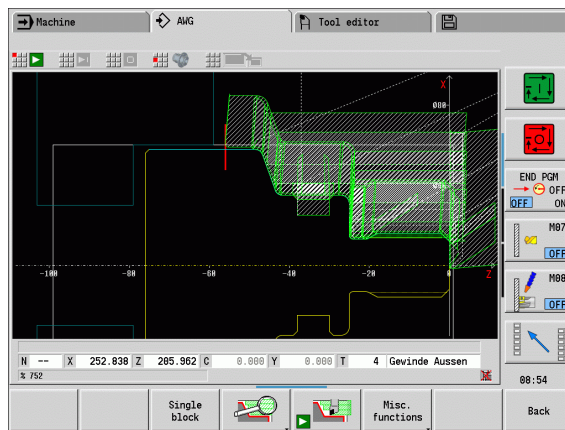 Machine
AWG
Tool editor
X
Ø80
Ø0
-100
-80
-60
-40
-20
0
Z
END PGM
OFF
OFF ON
M07
OFF
M08
OFF
N -- X 252.838 Z 205.962 C 0.000 Y 0.000 T 4 Gewinde Aussen
% 752
08:54
Single block
Misc. functions
Back